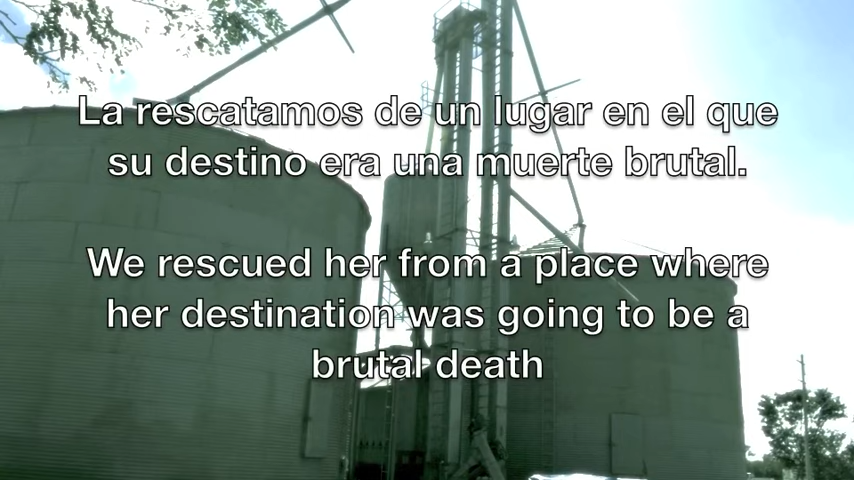 La rescatamos de un lugar en el que
su destino era una muerte brutal.
We rescued her from a place where
her destination was going to be a
brutal death